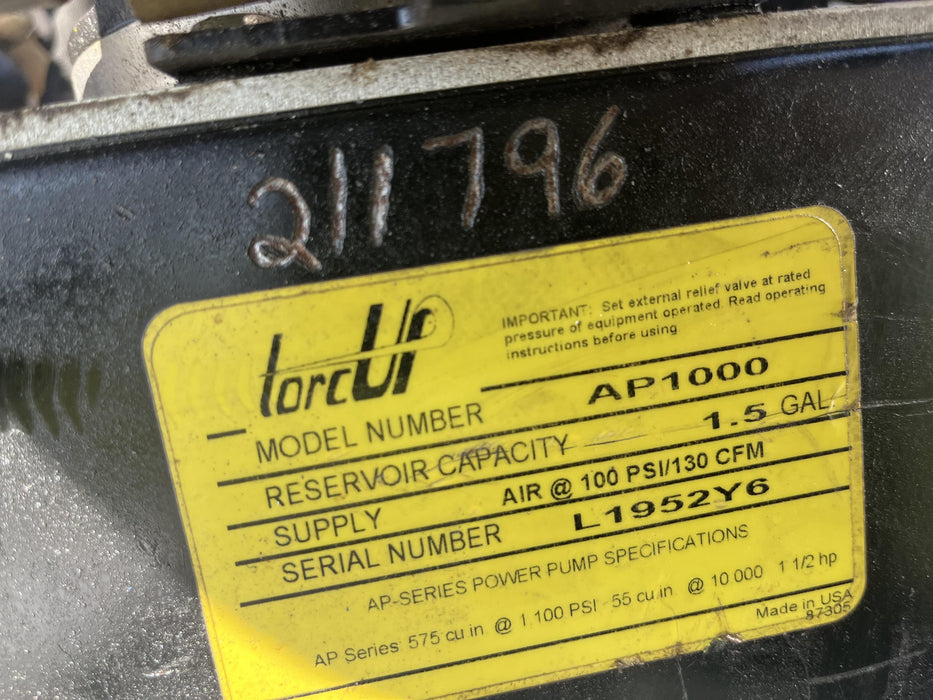 211796
torcUP
IMPORTANT: Set external relief valve at rated
pressure of equipment operated. Read operating
instructions before using
MODEL NUMBER AP1000
RESERVOIR CAPACITY 1.5 GAL
SUPPLY AIR @ 100 PSI/130 CFM
SERIAL NUMBER L1952Y6
AP-SERIES POWER PUMP SPECIFICATIONS
AP Series: 575 cu in @ 1 100 PSI - 55 cu in @ 10 000 1 1/2 hp
Made in USA
87305